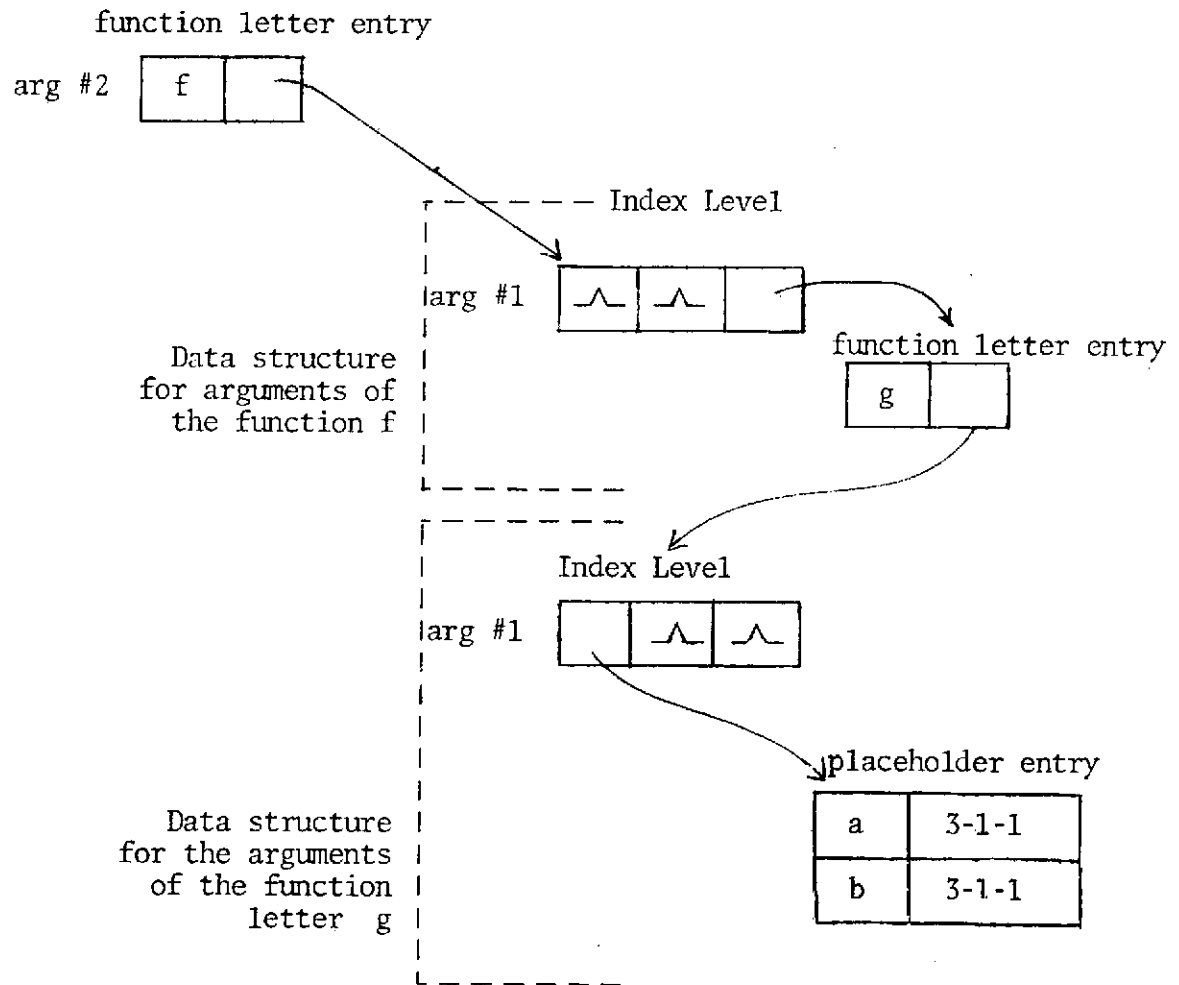 function letter entry
arg #2 f
Index Level
arg #1
function letter entry
g
Data structure
for arguments of
the function f
Index Level
arg #1
placeholder entry
a 3-1-1
b 3-1-1
Data structure
for the arguments
of the function
letter g